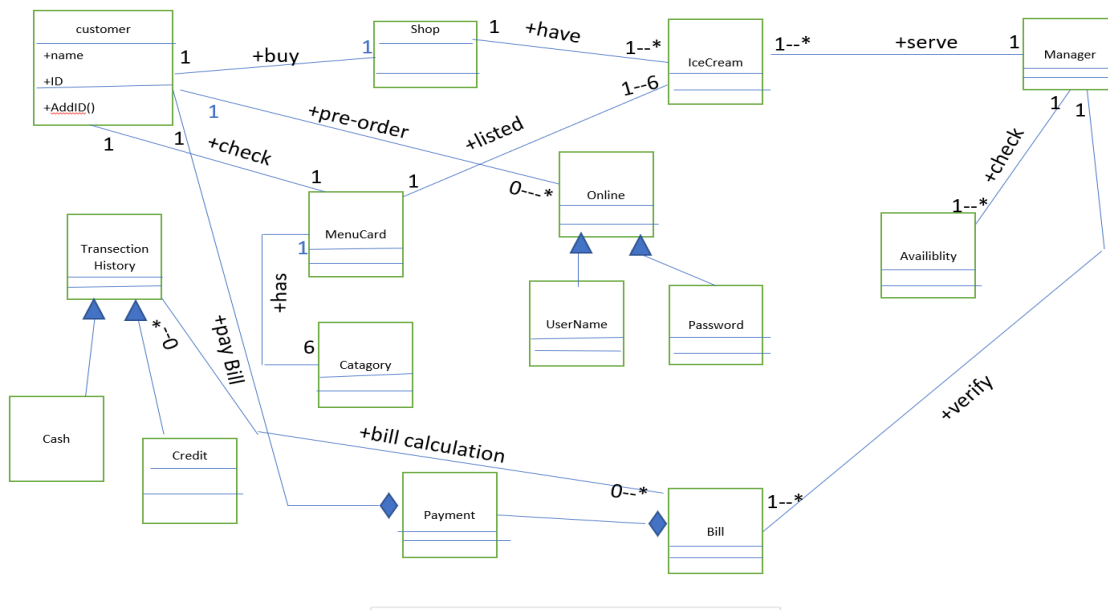 customer
+name
+ID
+AddID()
Shop
IceCream
Manager
1
+buy
1
1
+have
1--*
1--*
+serve
1
1
+pre-order
0---*
1
+check
1
1
+listed
1--6
1
+check
1--*
1
Online
MenuCard
1
+has
6
Catagory
Transection
History
UserName
Password
Availiblity
*--0
+pay Bill
Cash
Credit
+bill calculation
0--*
1--*
+verify
Payment
Bill
1